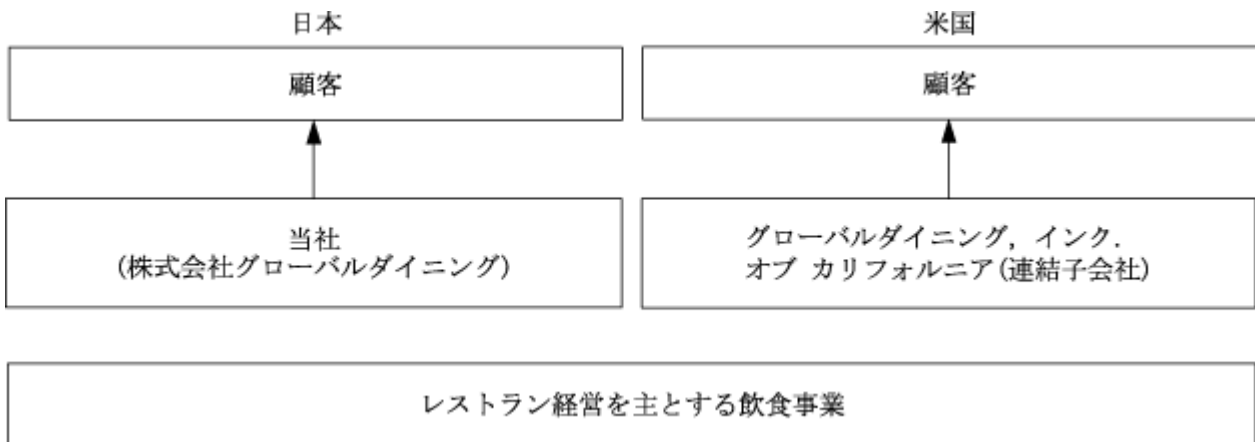 日本
米国
顧客
顧客
当社
(株式会社グローバルダイニング)
グローバルダイニング, インク.
オブ カリフォルニア(連結子会社)
レストラン経営を主とする飲食事業